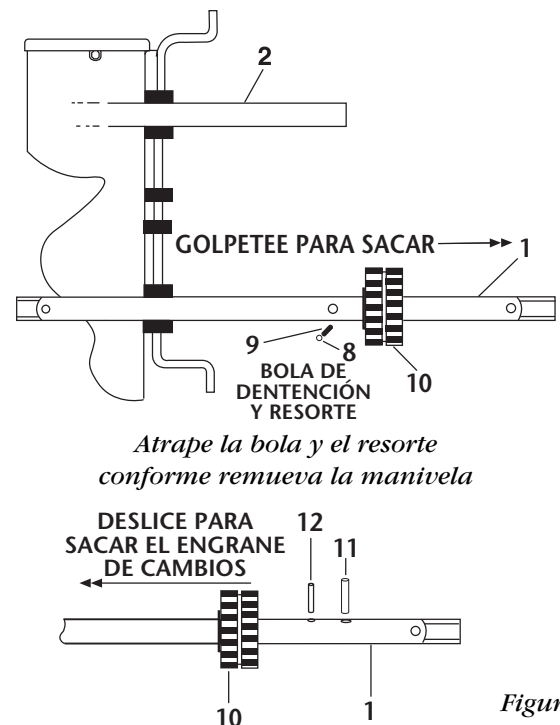 2
GOLPETEE PARA SACAR
1
9
8
10
BOLA DE
DENTENCIÓN
Y RESORTE
Atrape la bola y el resorte
conforme remueva la manivela
DESLICE PARA
SACAR EL ENGRANE
DE CAMBIOS
12
11
10
1
Figur